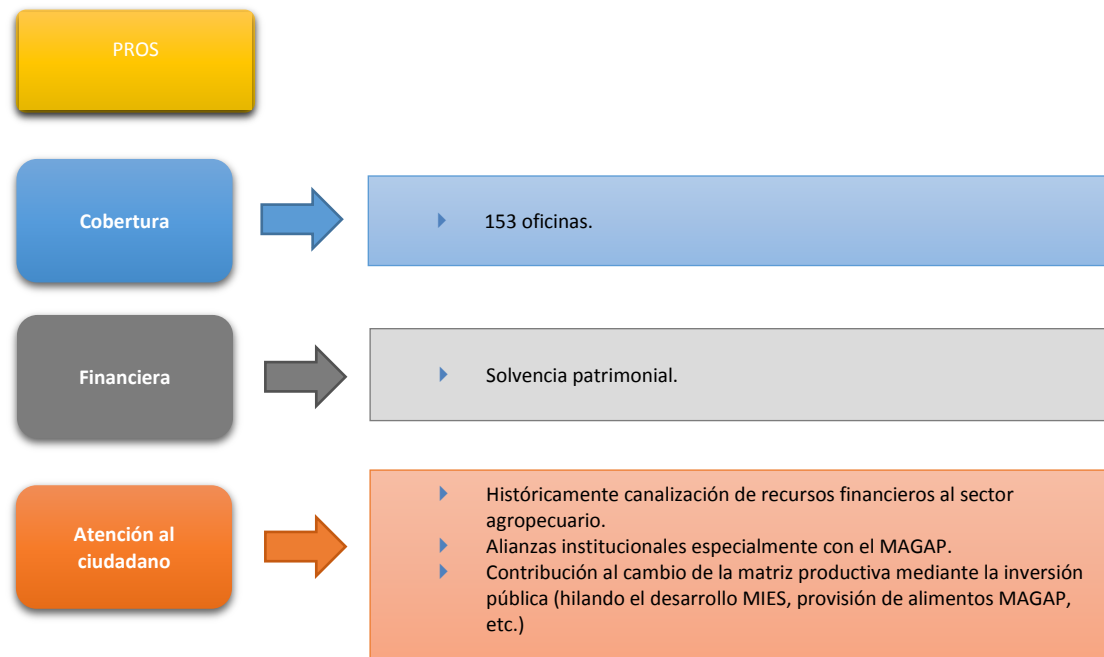 PROS
Cobertura
153 oficinas.
Financiera
Solvencia patrimonial.
Atención al
ciudadano
Históricamente canalización de recursos financieros al sector
agropecuario.
Alianzas institucionales especialmente con el MAGAP.
Contribución al cambio de la matriz productiva mediante la inversión
pública (hilando el desarrollo MIES, provisión de alimentos MAGAP,
etc.)